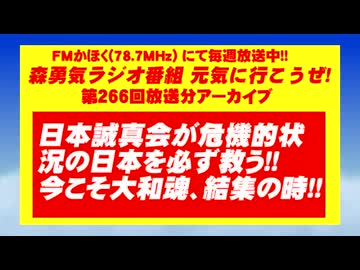 FMかほく(78.7MHz) にて毎週放送中!!
森勇気ラジオ番組 元気に行こうぜ!
第266回放送分アーカイブ
日本誠真会が危機的状
況の日本を必ず救う!!
今こそ大和魂、結集の時!!